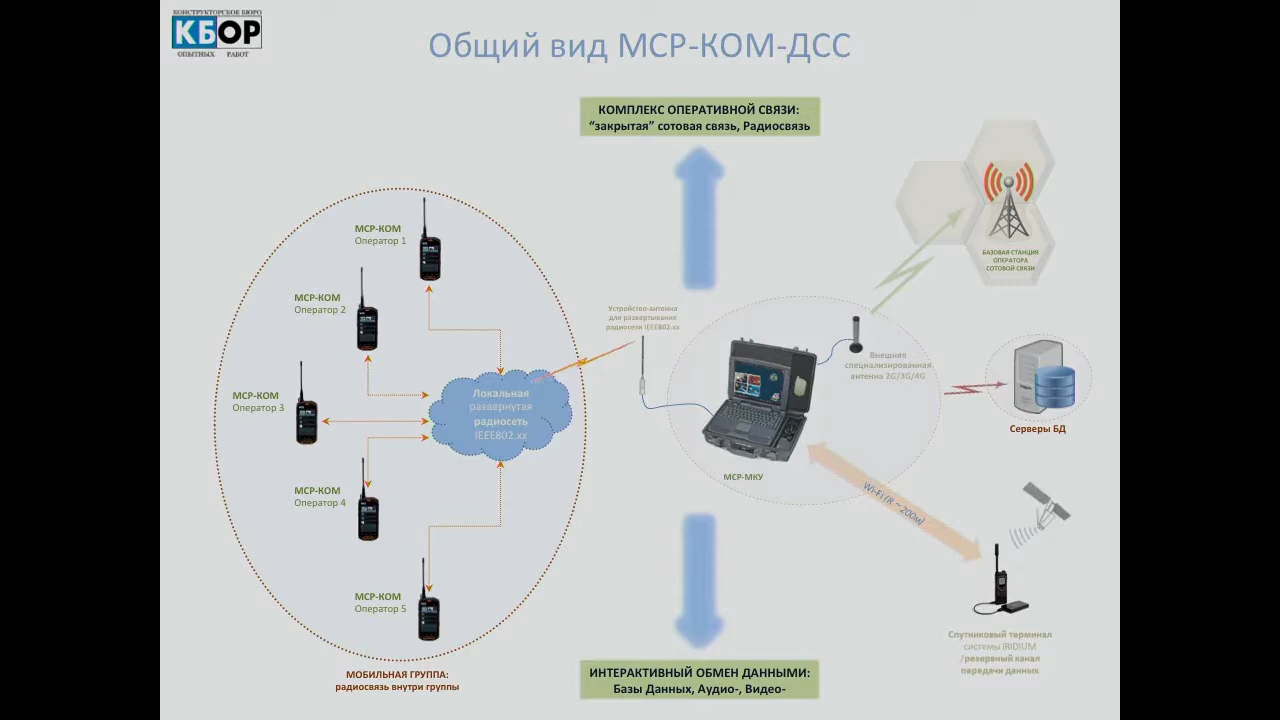 КОНСТРУКТОРСКОЕ БЮРО
КБОР
ОПЫТНЫХ РАБОТ
Общий вид МСР-КОМ-ДСС
КОМПЛЕКС ОПЕРАТИВНОЙ СВЯЗИ:
“закрытая” сотовая связь, Радиосвязь
МСР-КОМ
Оператор 1
МСР-КОМ
Оператор 2
МСР-КОМ
Оператор 3
МСР-КОМ
Оператор 4
МСР-КОМ
Оператор 5
МОБИЛЬНАЯ ГРУППА:
радиосвязь внутри группы
Локальная
развернутая
радиосеть
IEEE802.xx
Устройство-антенна
для развертывания
радиосети IEEE802.xx
МСР-МКУ
Внешняя
специализированная
антенна 2G/3G/4G
БАЗОВАЯ СТАНЦИЯ
ОПЕРАТОРА
СОТОВОЙ СВЯЗИ
Серверы БД
Wi-Fi (R ~ 200м)
Спутниковый терминал
системы IRIDIUM
/резервный канал
передачи данных
ИНТЕРАКТИВНЫЙ ОБМЕН ДАННЫМИ:
Базы Данных, Аудио-, Видео-